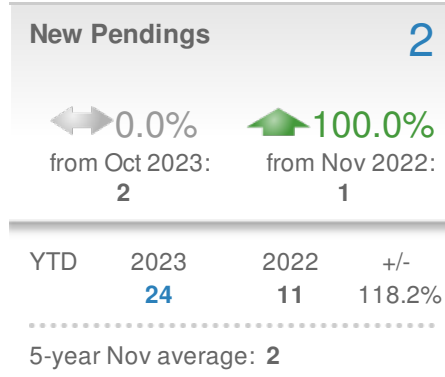 New Pendings 2
0.0% 100.0%
from Oct 2023: from Nov 2022:
2 1
YTD 2023 2022 +/-
24 11 118.2%
5-year Nov average: 2